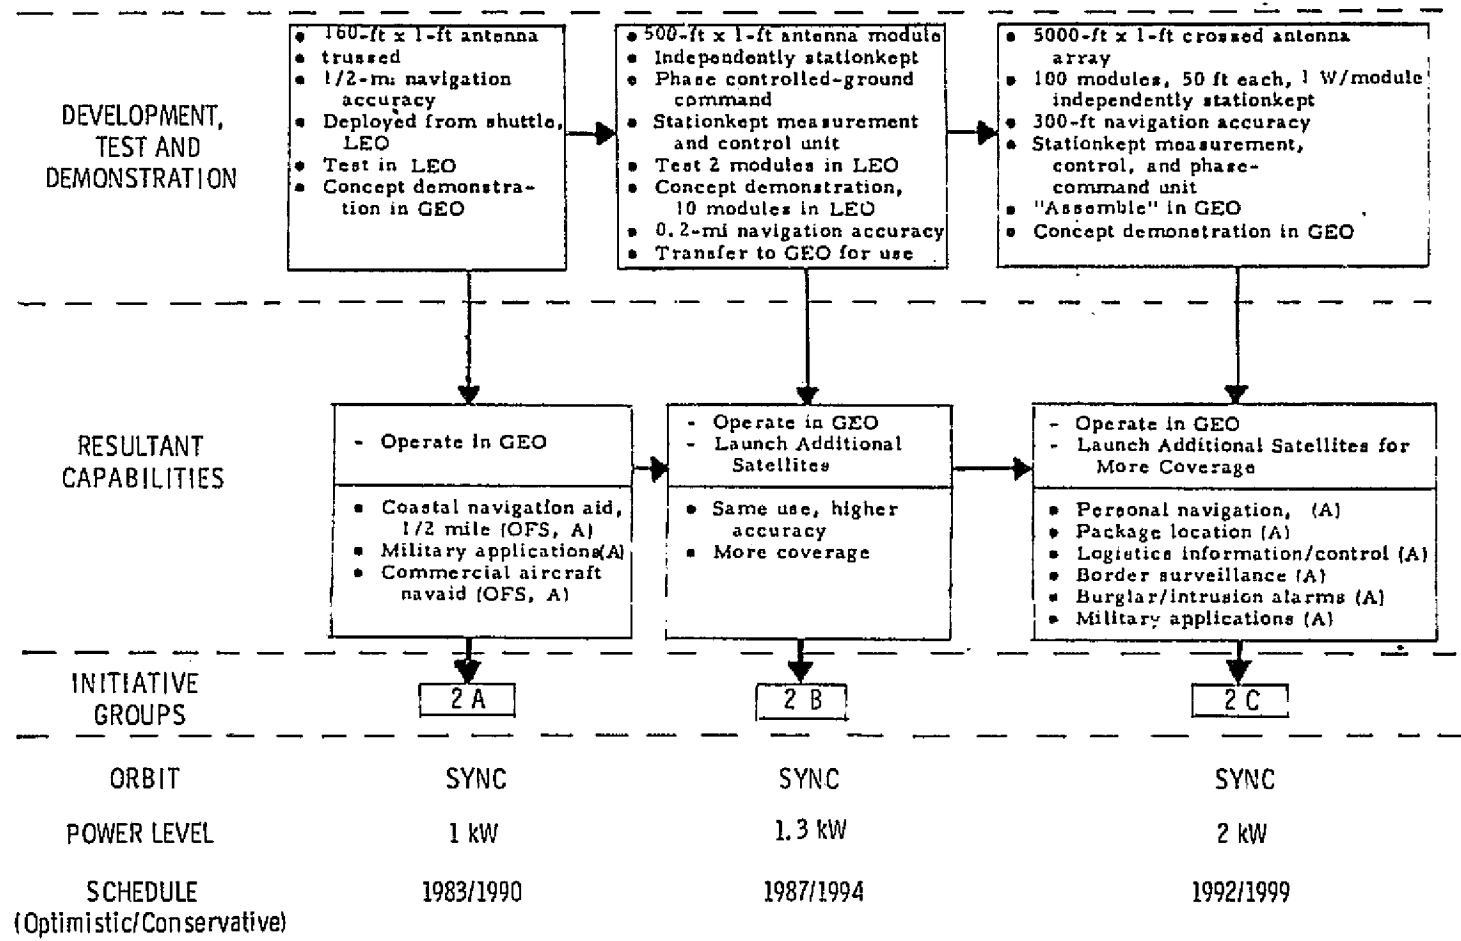 DEVELOPMENT,
TEST AND
DEMONSTRATION
• 160-ft x 1-ft antenna
• trussed
• 1/2-mi navigation
accuracy
• Deployed from shuttle,
LEO
• Test in LEO
• Concept demonstra-
tion in GEO
• 500-ft x 1-ft antenna module
• Independently stationkept
• Phase controlled-ground
command
• Stationkept measurement
and control unit
• Test 2 modules in LEO
• Concept demonstration,
10 modules in LEO
• 0.2-mi navigation accuracy
• Transfer to GEO for use
• 5000-ft x 1-ft crossed antenna
array
• 100 modules, 50 ft each, 1 W/module
independently stationkept
• 300-ft navigation accuracy
• Stationkept measurement,
control, and phase-
command unit
• "Assemble" in GEO
• Concept demonstration in GEO
RESULTANT
CAPABILITIES
- Operate in GEO
• Coastal navigation aid,
1/2 mile (OFS, A)
• Military applications(A)
• Commercial aircraft
navaid (OFS, A)
- Operate in GEO
- Launch Additional
Satellites
• Same use, higher
accuracy
• More coverage
- Operate in GEO
- Launch Additional Satellites for
More Coverage
• Personal navigation, (A)
• Package location (A)
• Logistics information/control (A)
• Border surveillance (A)
• Burglar/intrusion alarms (A)
• Military applications (A)
INITIATIVE
GROUPS
2 A
2 B
2 C
ORBIT
SYNC
SYNC
SYNC
POWER LEVEL
1 kW
1.3 kW
2 kW
SCHEDULE
(Optimistic/Conservative)
1983/1990
1987/1994
1992/1999